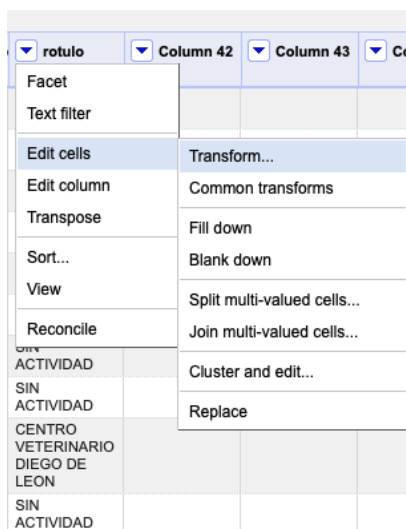 rotulo
Column 42
Column 43
Facet
Text filter
Edit cells
Edit column
Transpose
Sort...
View
Reconcile
Transform...
Common transforms
Fill down
Blank down
Split multi-valued cells...
Join multi-valued cells...
Cluster and edit...
Replace
SIN
ACTIVIDAD
SIN
ACTIVIDAD
CENTRO
VETERINARIO
DIEGO DE
LEON
SIN
ACTIVIDAD